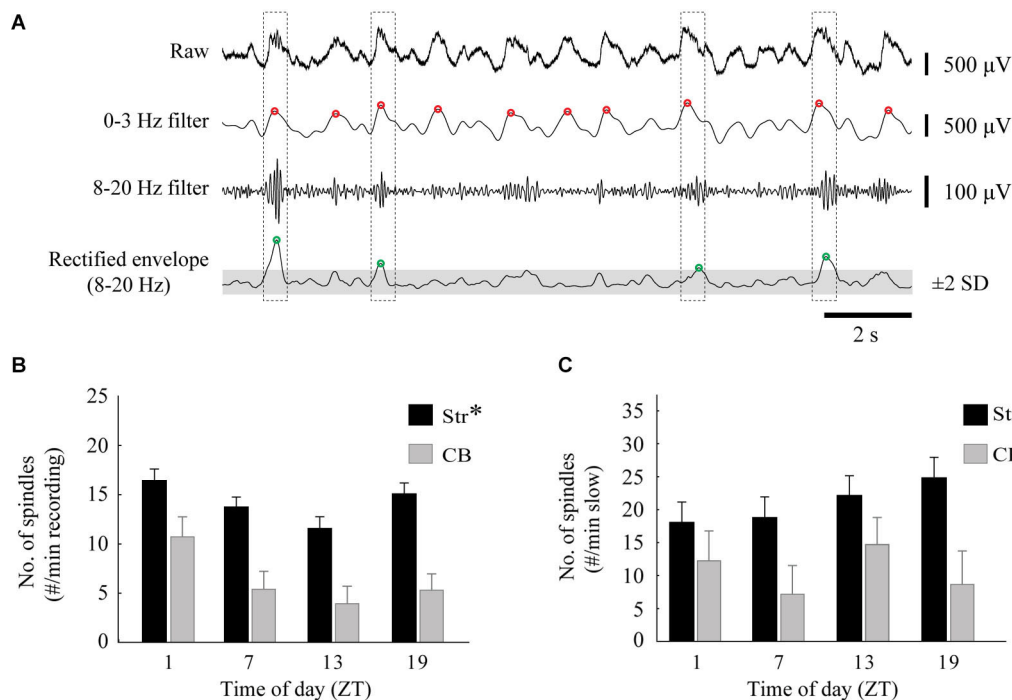 A
Raw
500 μV
0-3 Hz filter
500 μV
8-20 Hz filter
100 μV
Rectified envelope
(8-20 Hz)
±2 SD
2 s
B
No. of spindles
(#/min recording)
25
20
15
10
5
0
Str*
CB
1 7 13 19
Time of day (ZT)
C
No. of spindles
(#/min slow)
35
30
25
20
15
10
5
0
St
1 7 13 19
Time of day (ZT)